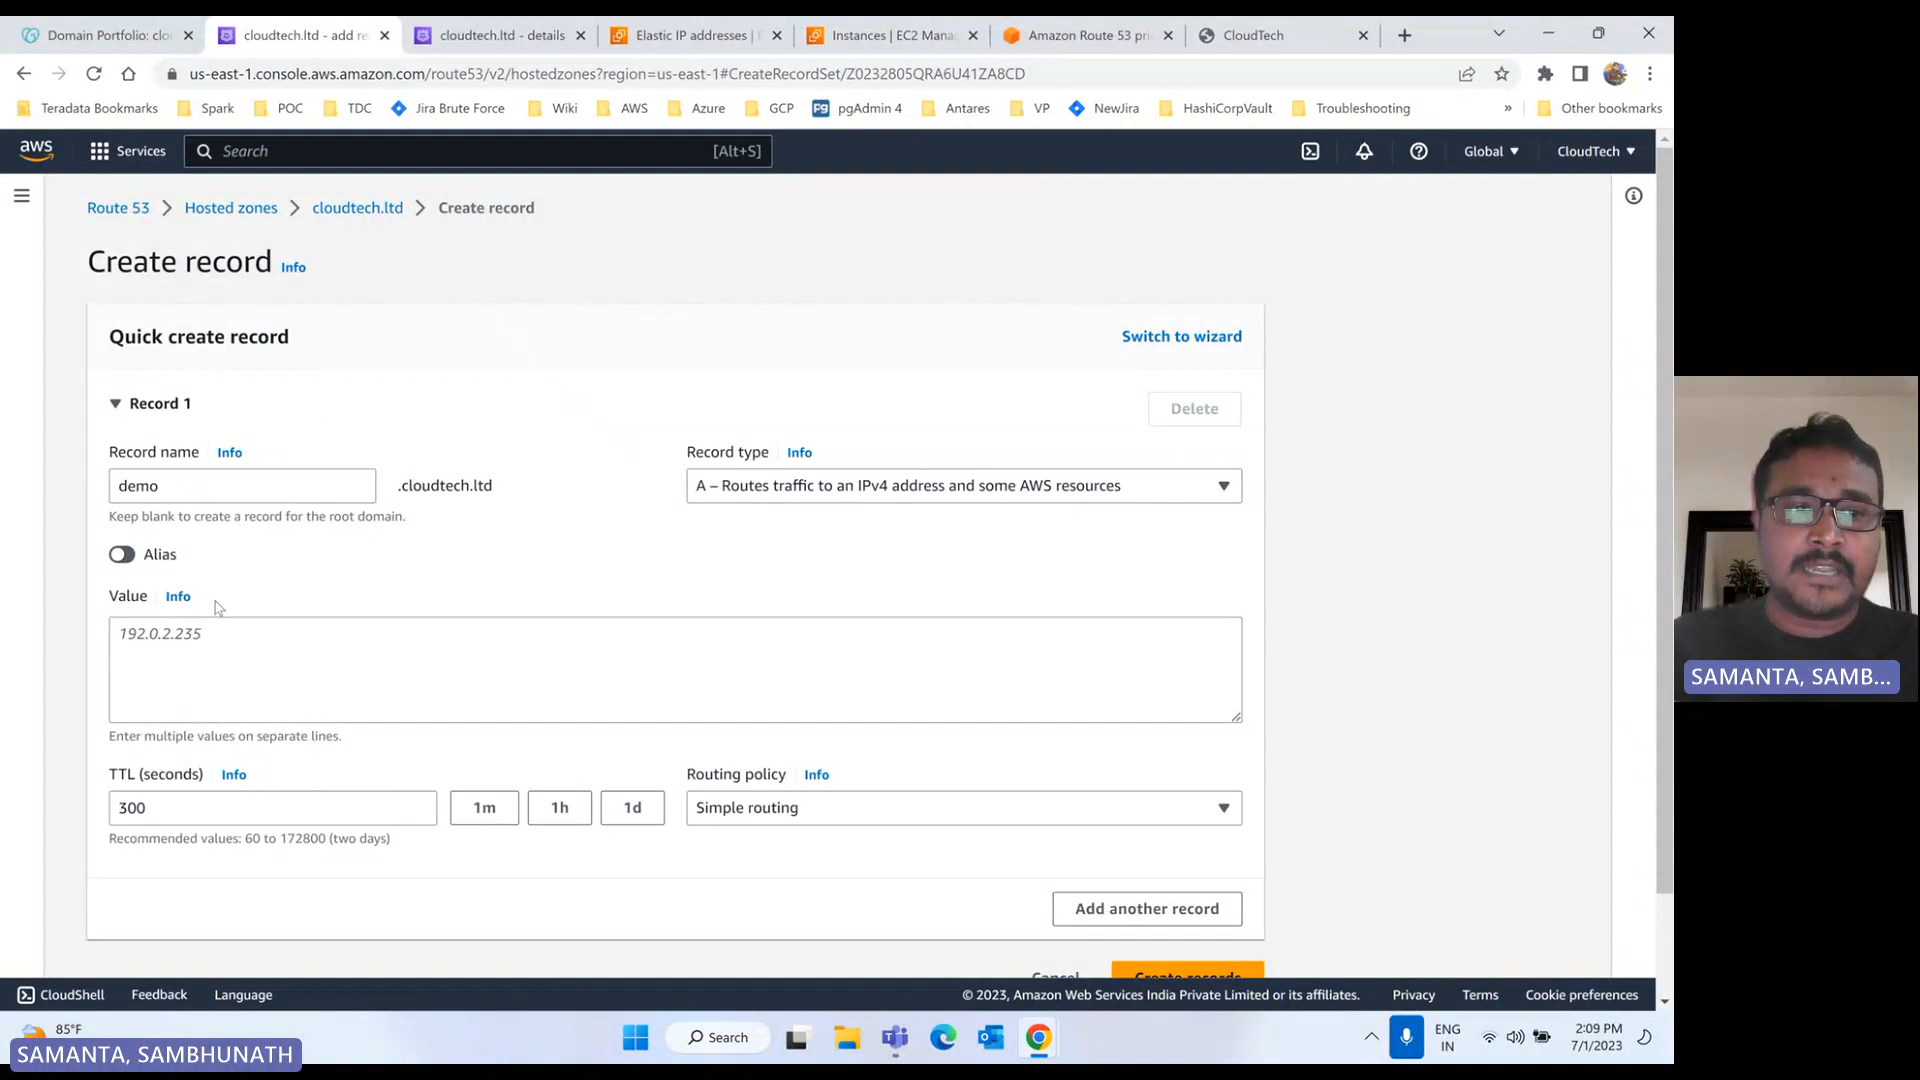 Domain Portfolio: clo
cloudtech.ltd - add re
cloudtech.ltd - details
Elastic IP addresses |
Instances | EC2 Mana
Amazon Route 53 pri
CloudTech
us-east-1.console.aws.amazon.com/route53/v2/hostedzones?region=us-east-1#CreateRecordSet/Z0232805QRA6U41ZA8CD
Teradata Bookmarks
Spark
POC
TDC
Jira Brute Force
Wiki
AWS
Azure
GCP
pgAdmin 4
Antares
VP
NewJira
HashiCorpVault
Troubleshooting
»
Other bookmarks
aws
Services
Search
[Alt+S]
Global
CloudTech
Route 53
Hosted zones
cloudtech.ltd
Create record
Create record Info
Quick create record
Switch to wizard
Record 1
Delete
Record name Info
Record type Info
demo
.cloudtech.ltd
A – Routes traffic to an IPv4 address and some AWS resources
Keep blank to create a record for the root domain.
Alias
Value Info
192.0.2.235
Enter multiple values on separate lines.
TTL (seconds) Info
Routing policy Info
300
1m
1h
1d
Simple routing
Recommended values: 60 to 172800 (two days)
Add another record
Cancel
Create records
CloudShell
Feedback
Language
© 2023, Amazon Web Services India Private Limited or its affiliates.
Privacy
Terms
Cookie preferences
85°F
Search
ENG
IN
2:09 PM
7/1/2023
SAMANTA, SAMBHUNATH
SAMANTA, SAMB...